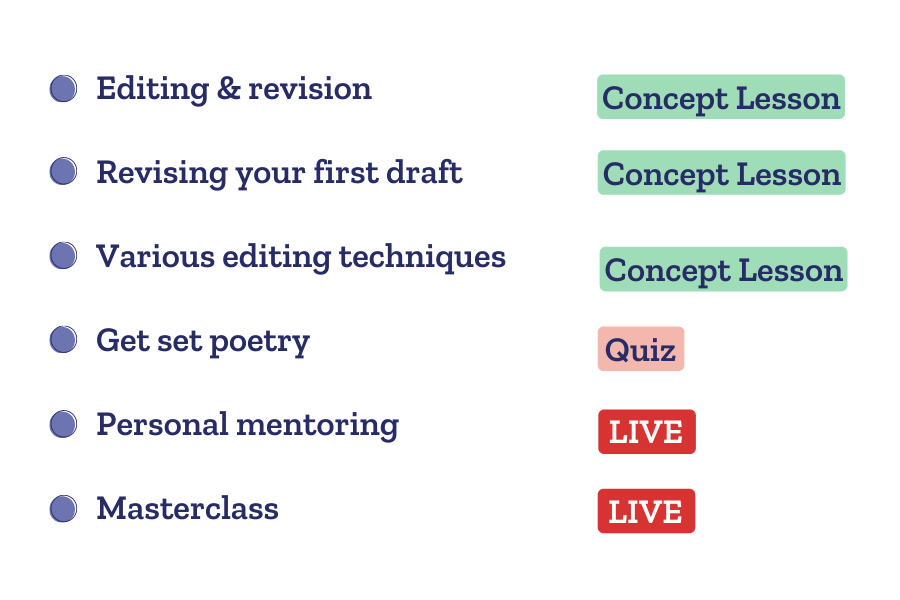 Editing & revision Concept Lesson
Revising your first draft Concept Lesson
Various editing techniques Concept Lesson
Get set poetry Quiz
Personal mentoring LIVE
Masterclass LIVE